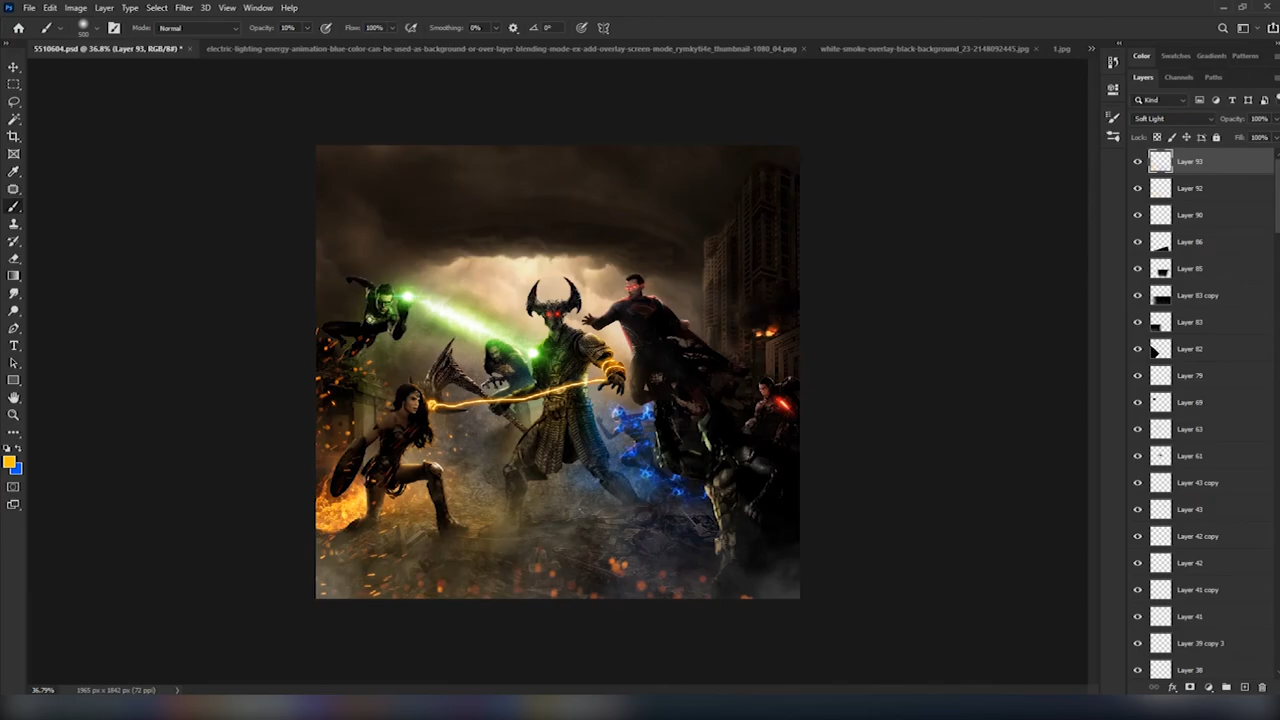 File Edit Image Layer Type Select Filter 3D View Window Help
500 Mode: Normal Opacity: 10% Flow: 100% Smoothing: 0% 0°
5510604.psd @ 36.8% (Layer 93, RGB/8#) * × electric-lighting-energy-animation-blue-color-can-be-used-as-background-or-over-layer-blending-mode-ex-add-overlay-screen-mode_rymkyti4e_thumbnail-1080_04.png × white-smoke-overlay-black-background_23-2148092445.jpg × 1.jpg
Color Swatches Gradients Patterns
Layers Channels Paths
Kind
Soft Light Opacity: 100%
Lock: Fill: 100%
Layer 93
Layer 92
Layer 90
Layer 86
Layer 85
Layer 83 copy
Layer 83
Layer 82
Layer 79
Layer 69
Layer 63
Layer 61
Layer 43 copy
Layer 43
Layer 42 copy
Layer 42
Layer 41 copy
Layer 41
Layer 39 copy 3
Layer 38
36.79% 1965 px x 1842 px (72 ppi)